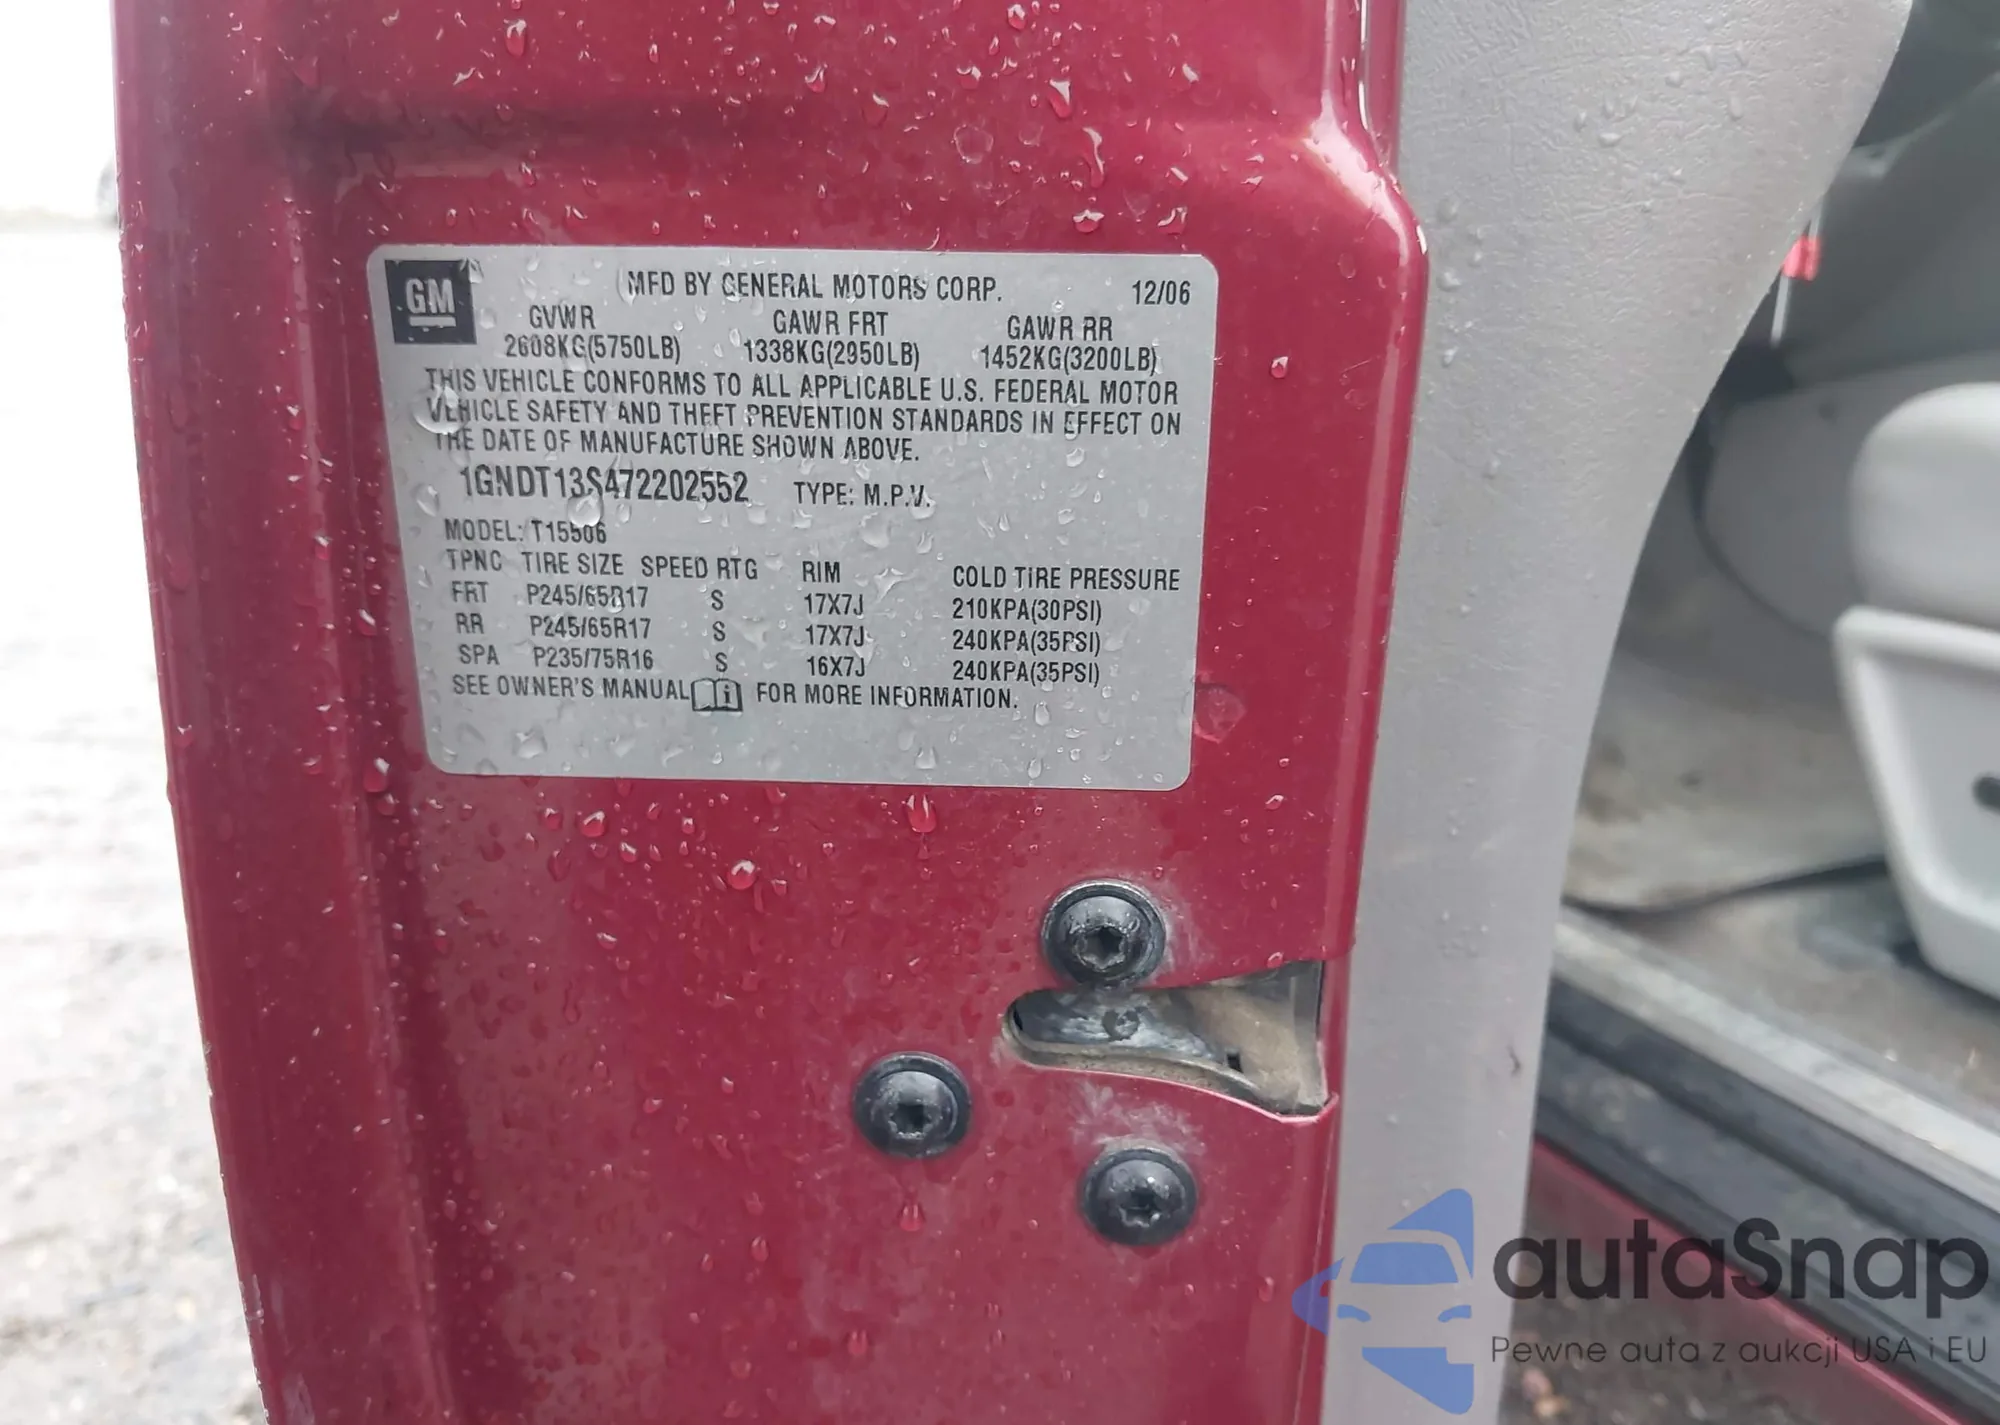 GM
MFD BY GENERAL MOTORS CORP. 12/06
GVWR GAWR FRT GAWR RR
2608KG(5750LB) 1338KG(2950LB) 1452KG(3200LB)
THIS VEHICLE CONFORMS TO ALL APPLICABLE U.S. FEDERAL MOTOR
VEHICLE SAFETY AND THEFT PREVENTION STANDARDS IN EFFECT ON
THE DATE OF MANUFACTURE SHOWN ABOVE.
1GNDT13S472202552 TYPE: M.P.V.
MODEL: T15506
TPNC TIRE SIZE SPEED RTG RIM COLD TIRE PRESSURE
FRT P245/65R17 S 17X7J 210KPA(30PSI)
RR P245/65R17 S 17X7J 240KPA(35PSI)
SPA P235/75R16 S 16X7J 240KPA(35PSI)
SEE OWNER'S MANUAL i FOR MORE INFORMATION.
autaSnap
Pewne auta z aukcji USA i EU